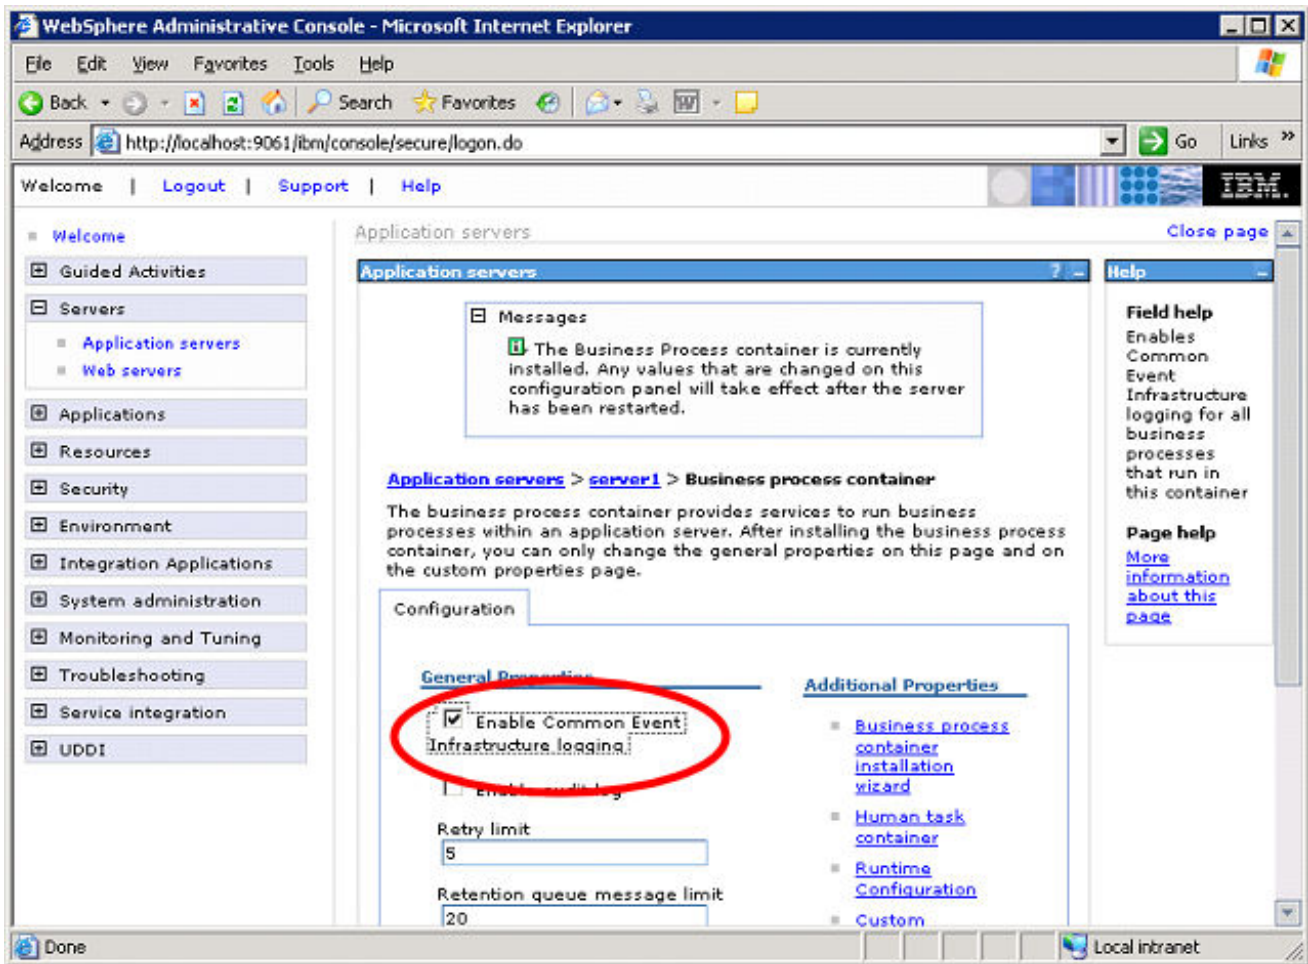 WebSphere Administrative Console - Microsoft Internet Explorer
File Edit View Favorites Tools Help
Back Search Favorites
Address http://localhost:9061/ibm/console/secure/logon.do Go Links »
Welcome | Logout | Support | Help IBM.
Welcome
Guided Activities
Servers
Application servers
Web servers
Applications
Resources
Security
Environment
Integration Applications
System administration
Monitoring and Tuning
Troubleshooting
Service integration
UDDI
Application servers Close page
Application servers ? -
Messages
The Business Process container is currently
installed. Any values that are changed on this
configuration panel will take effect after the server
has been restarted.
Application servers > server1 > Business process container
The business process container provides services to run business
processes within an application server. After installing the business process
container, you can only change the general properties on this page and on
the custom properties page.
Configuration
General Properties
Enable Common Event
Infrastructure logging
Enable audit log
Retry limit
5
Retention queue message limit
20
Additional Properties
Business process
container
installation
wizard
Human task
container
Runtime
Configuration
Custom
Help -
Field help
Enables
Common
Event
Infrastructure
logging for all
business
processes
that run in
this container
Page help
More
information
about this
page
Done Local intranet